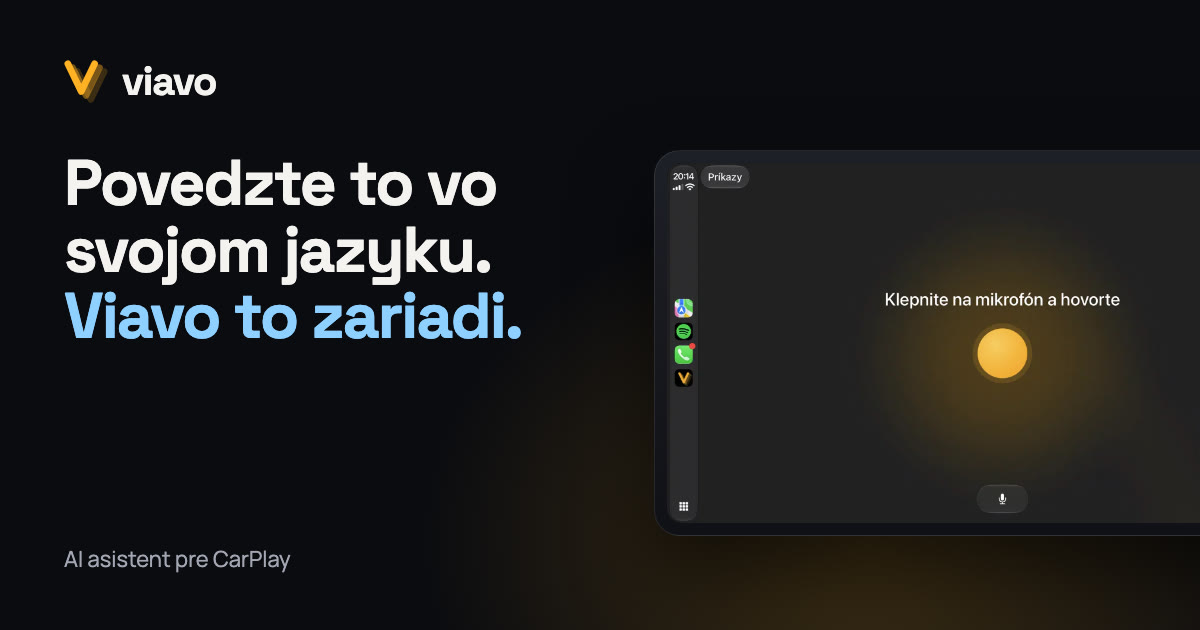 viavo
Povedzte to vo
svojom jazyku.
Viavo to zariadi.
AI asistent pre CarPlay
20:14
Príkazy
Klepnite na mikrofón a hovorte